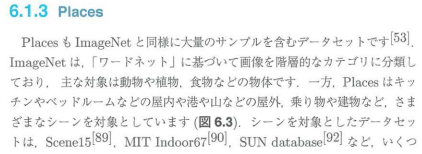 6.1.3 Places
Places も ImageNet と同様に大量のサンプルを含むデータセットです[53].
ImageNet は,「ワードネット」に基づいて画像を階層的なカテゴリに分類し
ており, 主な対象は動物や植物, 食物などの物体です. 一方, Places はキッ
チンやベッドルームなどの屋内や港や山などの屋外, 乗り物や建物など, さま
ざまなシーンを対象としています (図 6.3). シーンを対象としたデータセッ
トは, Scene15[89], MIT Indoor67[90], SUN database[92] など, いくつ